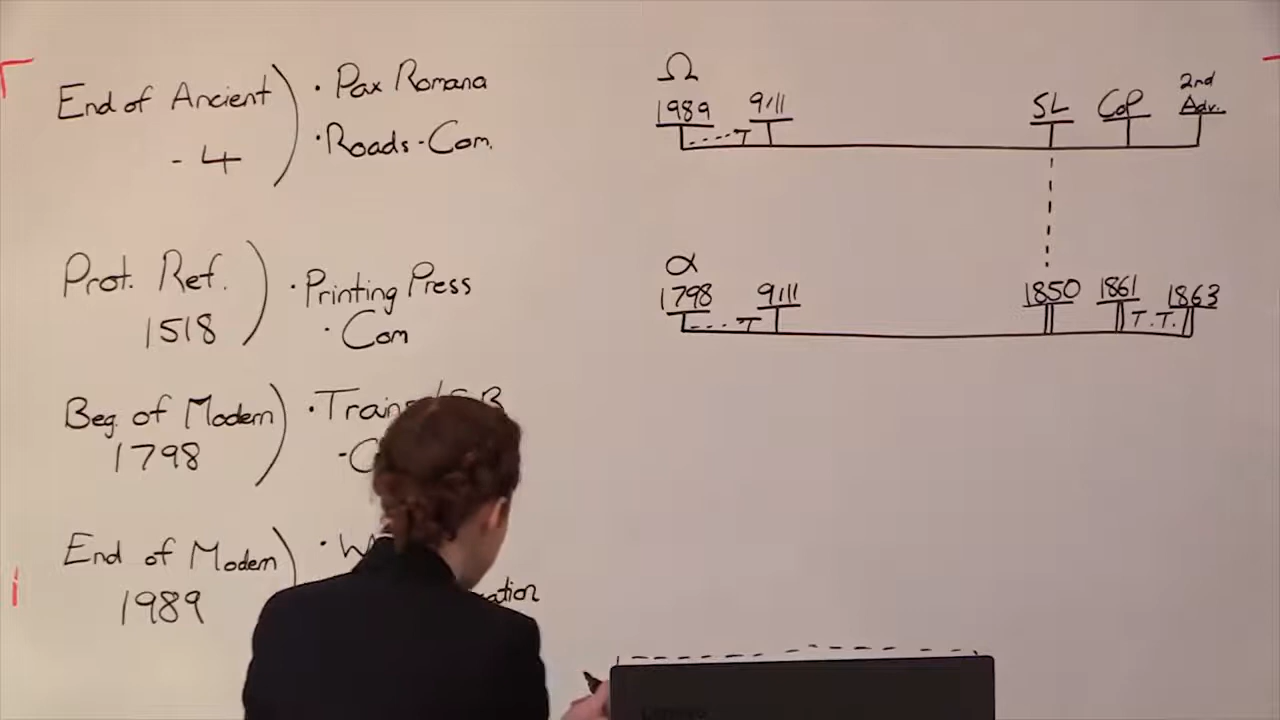 End of Ancient
- 4
· Pax Romana
· Roads - Com.
Prot. Ref.
1518
· Printing Press
· Com
Beg. of Modern
1798
End of Modern
1989
Ω
1989
9/11
SL
CoP
2nd
Adv.
T
α
1798
9/11
1850
1861
1863
T
T.T.
Lenovo